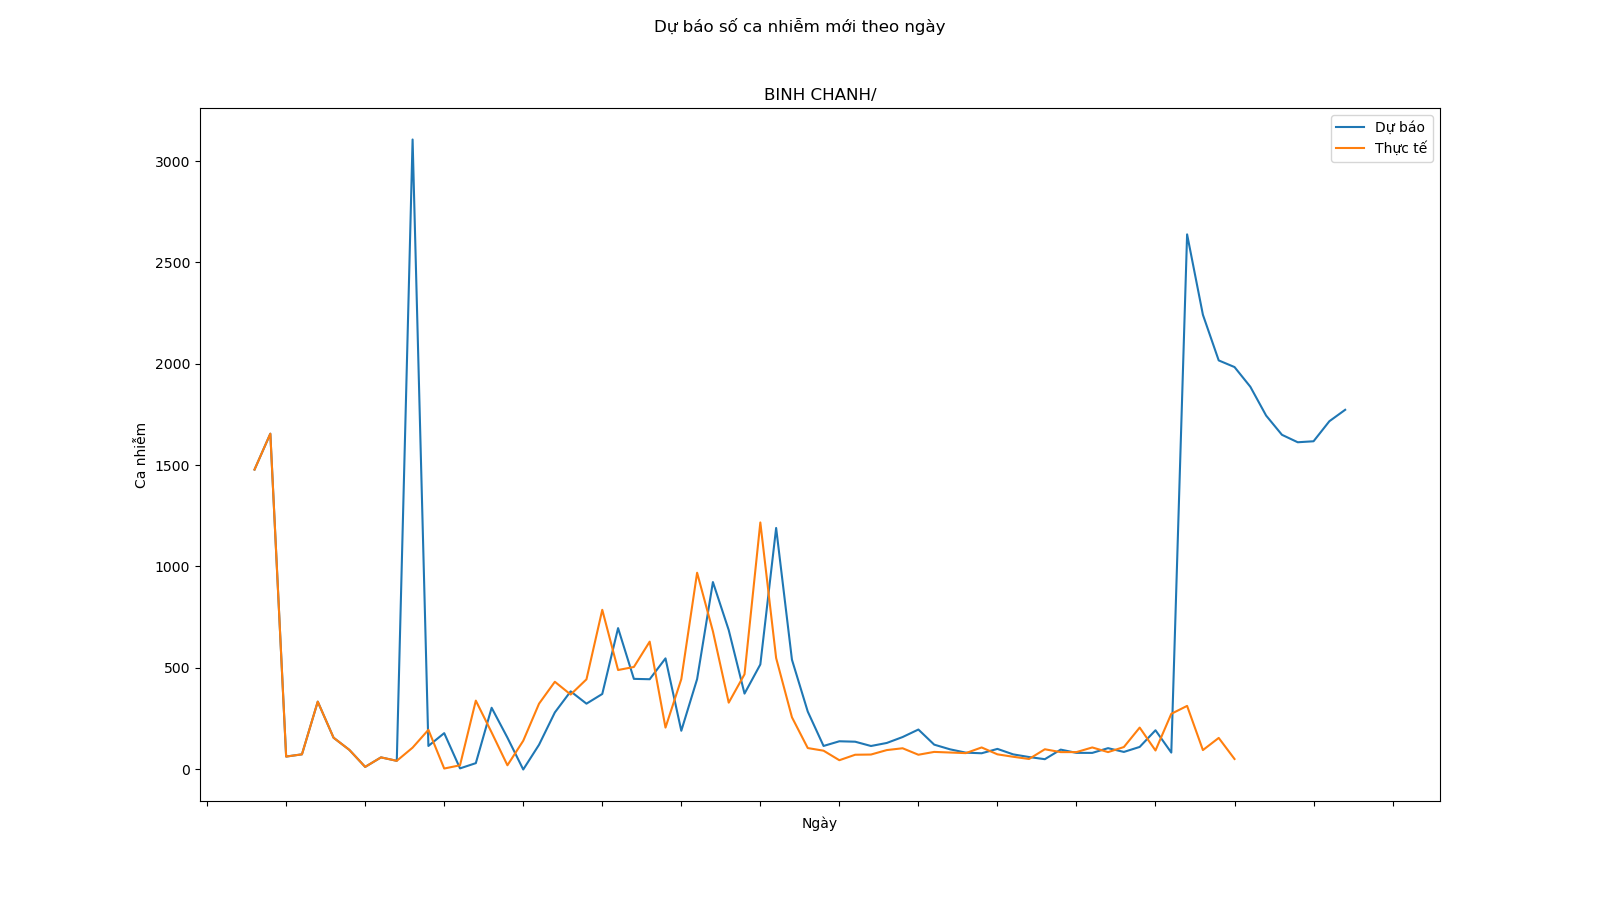 Dự báo số ca nhiễm mới theo ngày
BINH CHANH/
Dự báo
Thực tế
3000
2500
2000
1500
1000
500
0
Ca nhiễm
Ngày